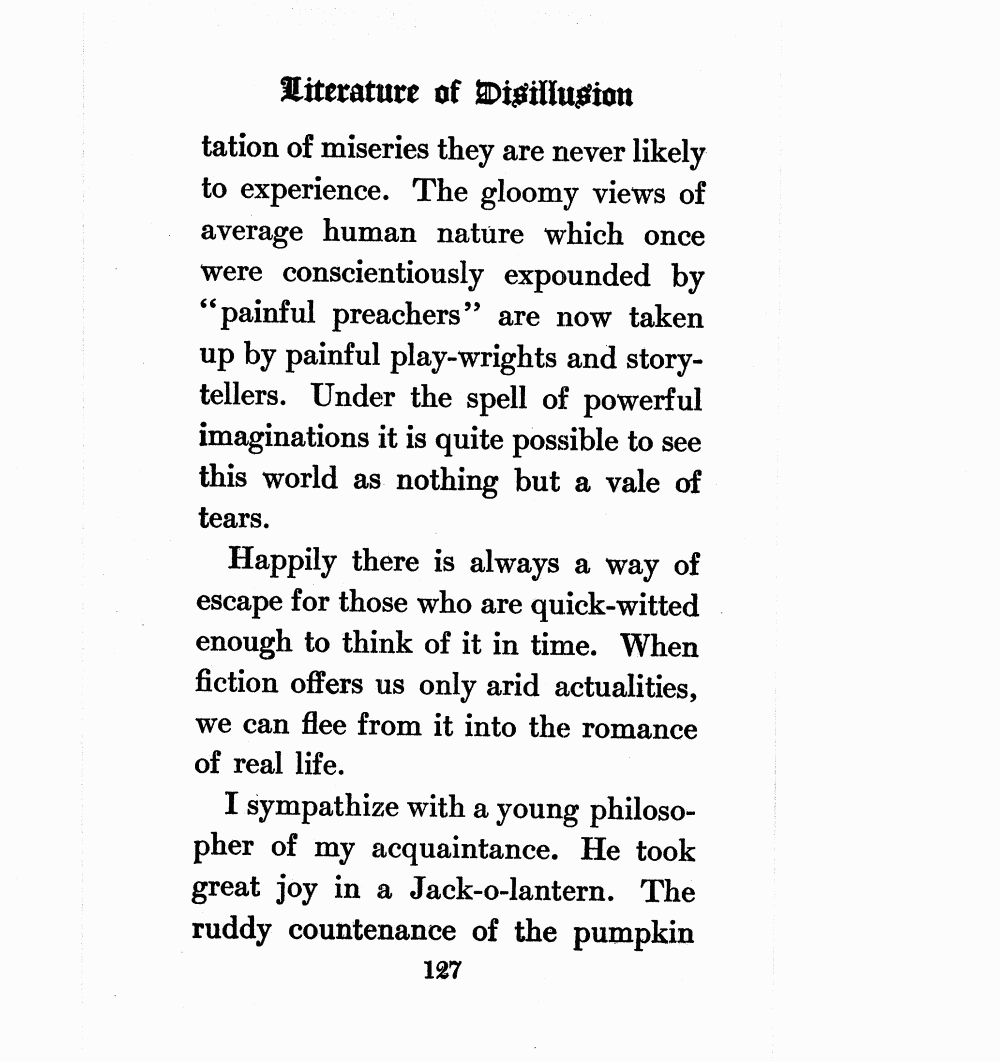 Literature of Disillusion
tation of miseries they are never likely
to experience. The gloomy views of
average human nature which once
were conscientiously expounded by
“painful preachers” are now taken
up by painful play-wrights and story-
tellers. Under the spell of powerful
imaginations it is quite possible to see
this world as nothing but a vale of
tears.
Happily there is always a way of
escape for those who are quick-witted
enough to think of it in time. When
fiction offers us only arid actualities,
we can flee from it into the romance
of real life.
I sympathize with a young philoso-
pher of my acquaintance. He took
great joy in a Jack-o-lantern. The
ruddy countenance of the pumpkin
127